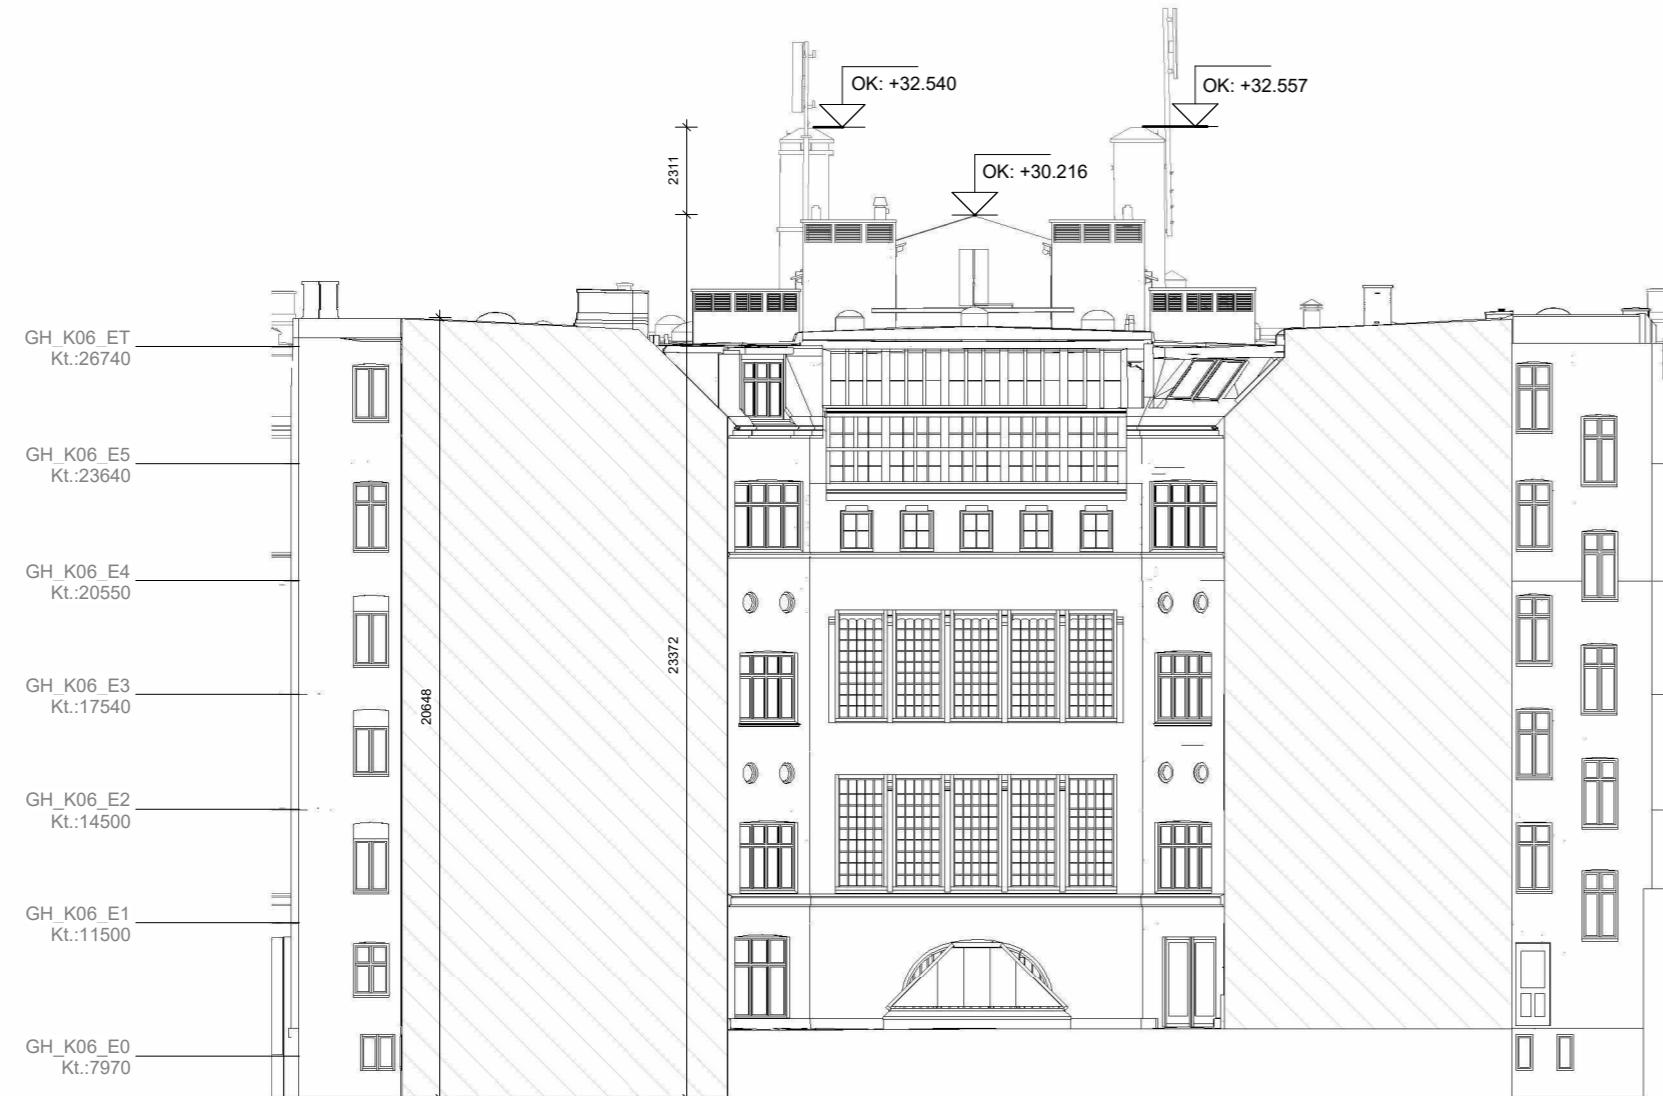 OK: +32.540
OK: +32.557
2311
OK: +30.216
GH_K06_ET
Kt.:26740
GH_K06_E5
Kt.:23640
GH_K06_E4
Kt.:20550
23372
GH_K06_E3
Kt.:17540
20648
GH_K06_E2
Kt.:14500
GH_K06_E1
Kt.:11500
GH_K06_E0
Kt.:7970